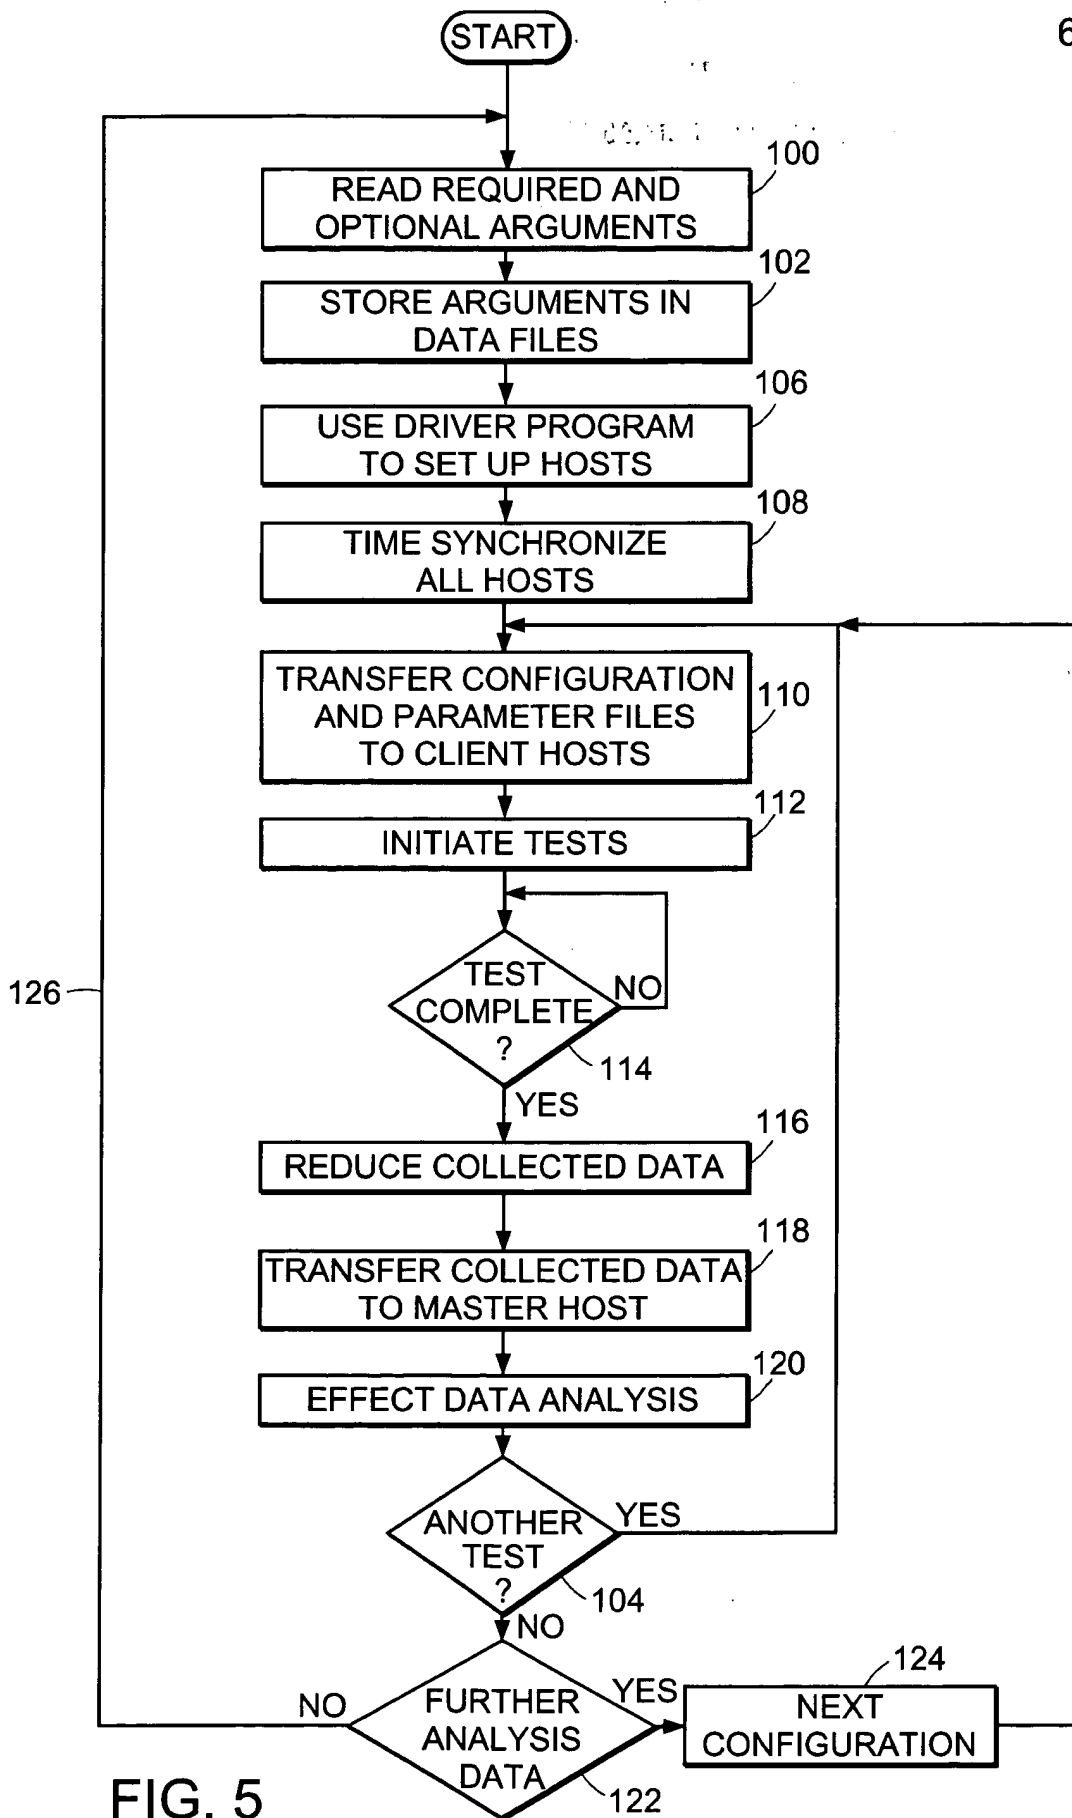 START
6
100
READ REQUIRED AND
OPTIONAL ARGUMENTS
102
STORE ARGUMENTS IN
DATA FILES
106
USE DRIVER PROGRAM
TO SET UP HOSTS
108
TIME SYNCHRONIZE
ALL HOSTS
TRANSFER CONFIGURATION
AND PARAMETER FILES
TO CLIENT HOSTS
110
112
INITIATE TESTS
TEST
COMPLETE
?
NO
114
126
YES
116
REDUCE COLLECTED DATA
118
TRANSFER COLLECTED DATA
TO MASTER HOST
120
EFFECT DATA ANALYSIS
ANOTHER
TEST
?
YES
104
NO
FURTHER
ANALYSIS
DATA
NO
YES
122
124
NEXT
CONFIGURATION
FIG. 5